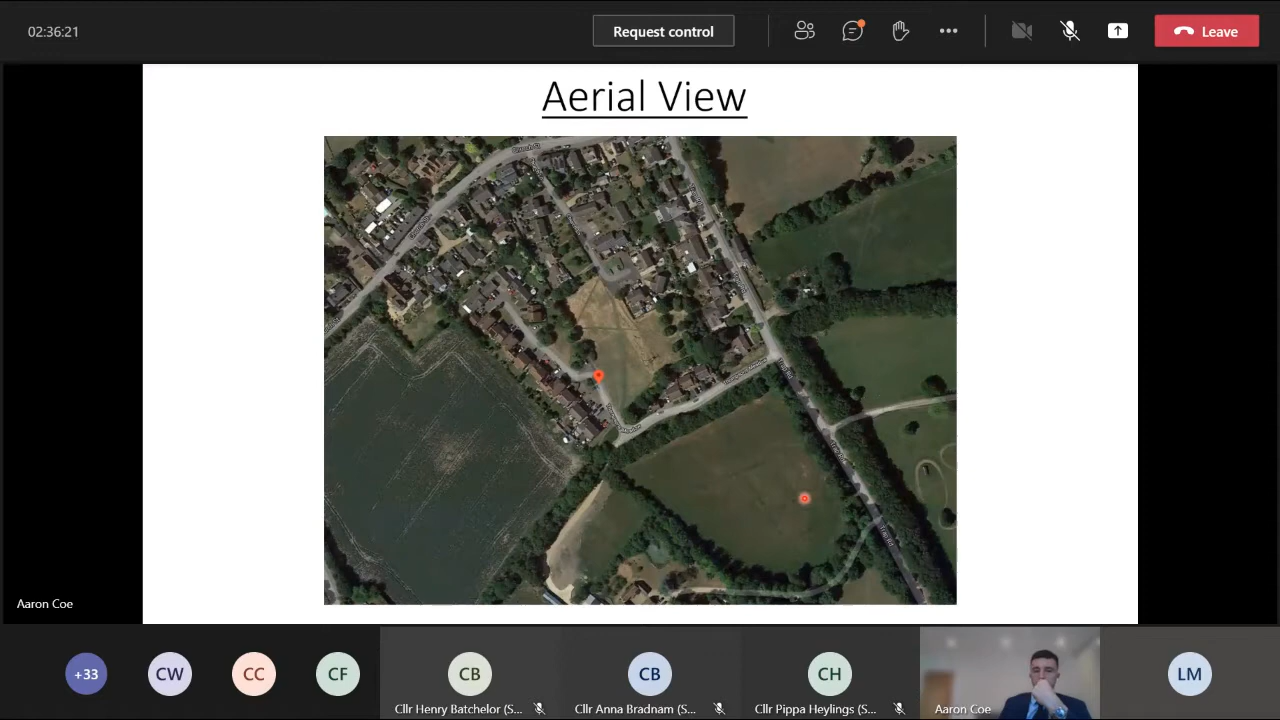 02:36:21
Request control
Leave
Aerial View
Aaron Coe
+33
CW
CC
CF
CB
CB
CH
LM
Cllr Henry Batchelor (S...
Cllr Anna Bradnam (S...
Cllr Pippa Heylings (S...
Aaron Coe